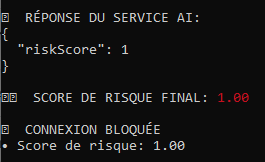 RÉPONSE DU SERVICE AI:
{
"riskScore": 1
}
SCORE DE RISQUE FINAL: 1.00
CONNEXION BLOQUÉE
• Score de risque: 1.00